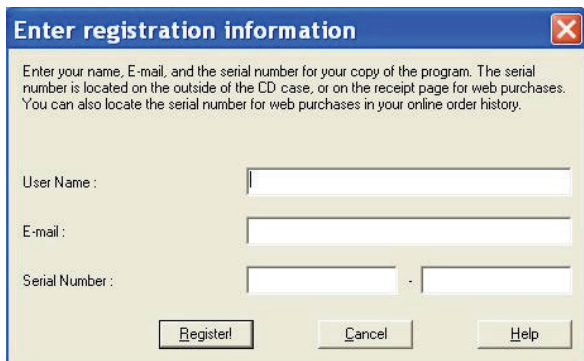 Enter registration information
Enter your name, E-mail, and the serial number for your copy of the program. The serial
number is located on the outside of the CD case, or on the receipt page for web purchases.
You can also locate the serial number for web purchases in your online order history.
User Name :
E-mail :
Serial Number :
-
Register!
Cancel
Help